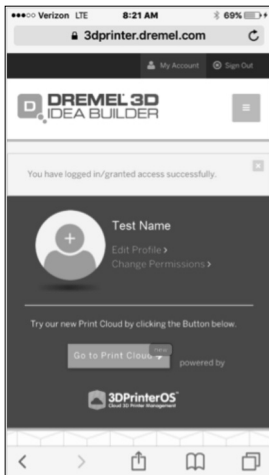 Verizon LTE 8:21 AM 69%
3dprinter.dremel.com
My Account Sign Out
DREMEL 3D
IDEA BUILDER
You have logged in/granted access successfully.
Test Name
Edit Profile >
Change Permissions >
Try our new Print Cloud by clicking the Button below.
Go to Print Cloud
powered by
3DPrinterOS
Cloud 3D Printer Management